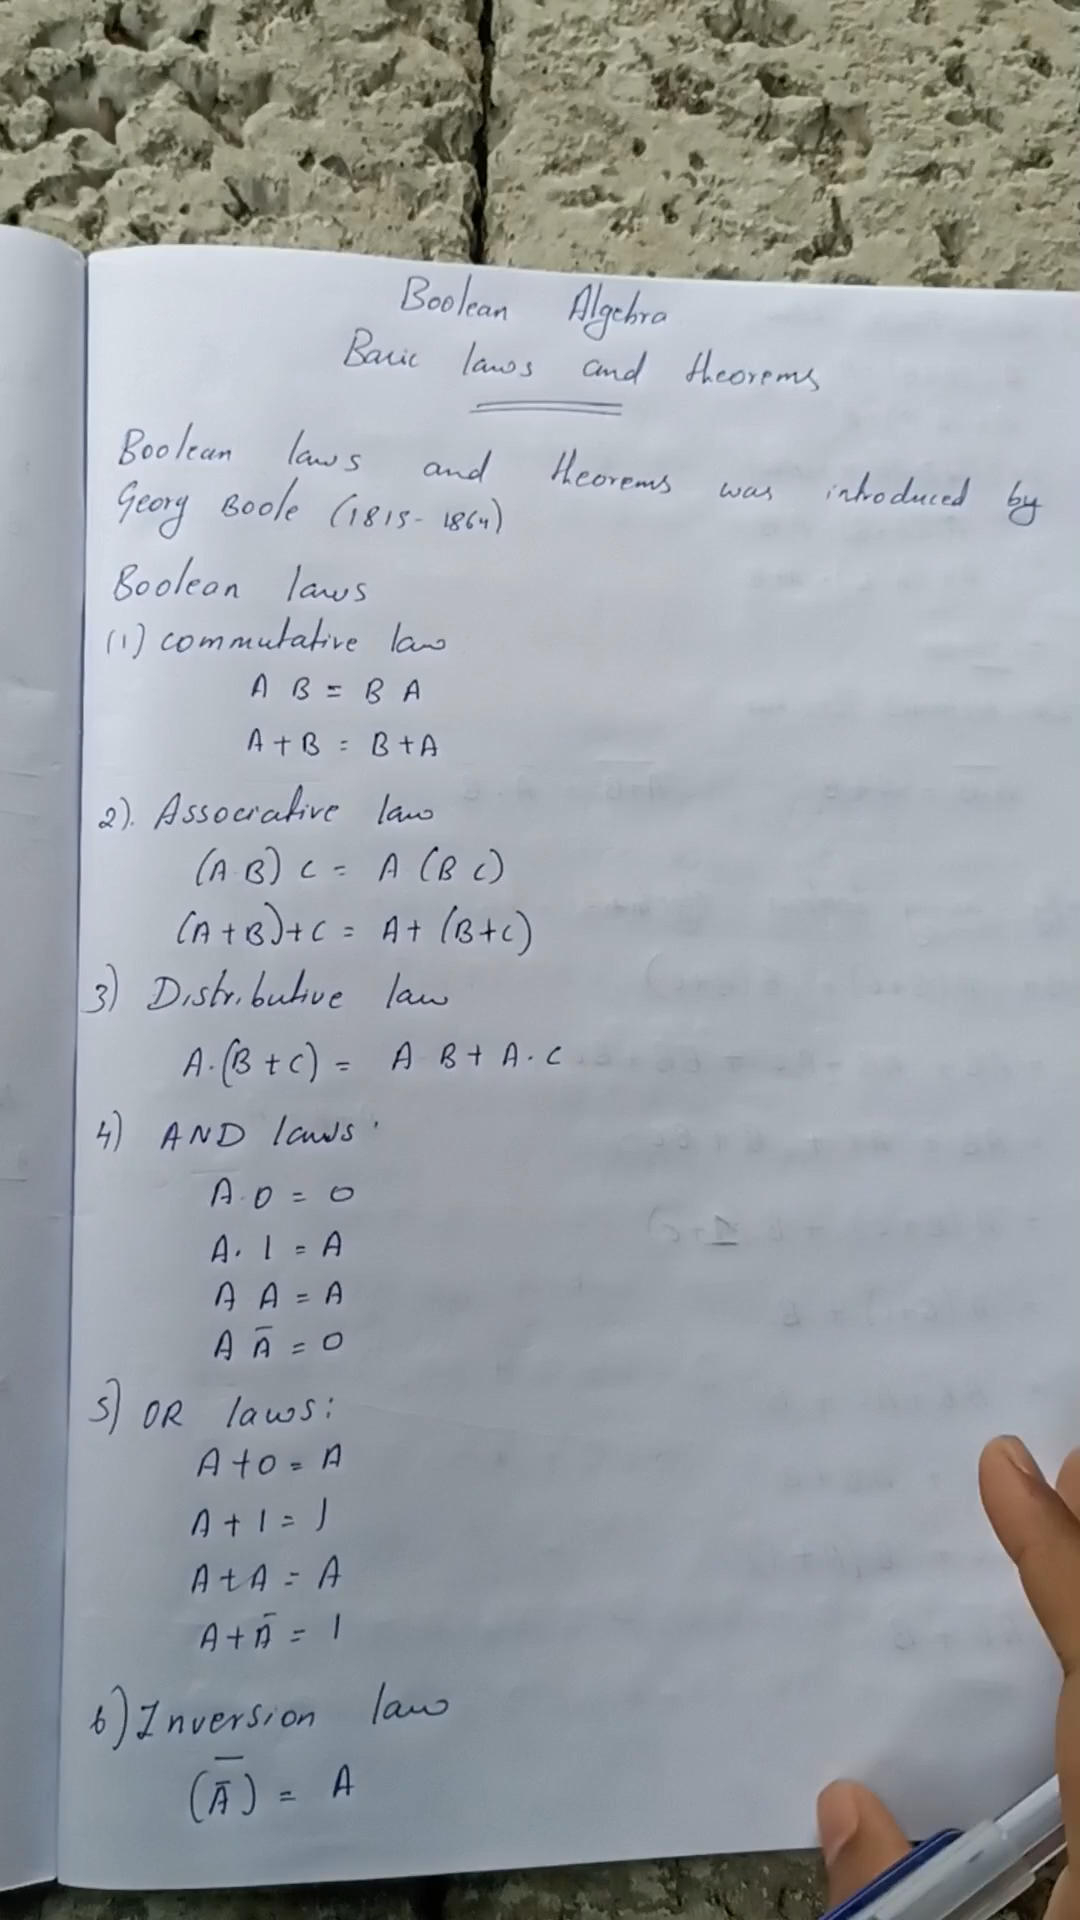 Boolean Algebra
Basic laws and theorems
Boolean laws and theorems was introduced by
Georg Boole (1815-1864)
Boolean laws
(1) commutative law
A B = B A
A+B = B+A
2). Associative law
(A·B) C = A (B C)
(A+B)+C = A+ (B+C)
3) Distributive law
A·(B+C) = A B + A·C
4) AND laws·
A·0 = 0
A·1 = A
A A = A
A Ā = 0
5) OR laws:
A+0 = A
A+1 = 1
A+A = A
A+Ā = 1
6) Inversion law
(Ā̄) = A